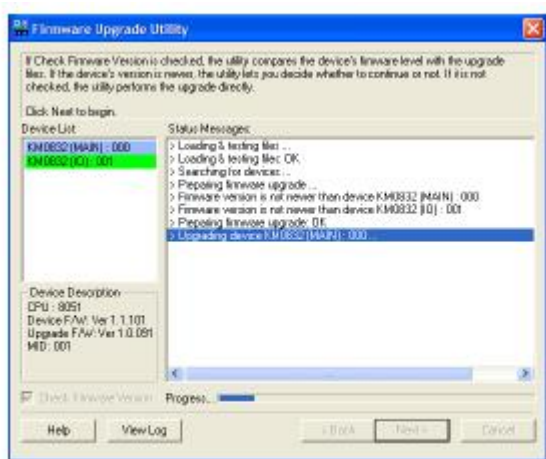 Firmware Upgrade Utility
If Check Firmware Version is checked, the utility compares the device's firmware level with the upgrade
files. If the device's version is newer, the utility lets you decide whether to continue or not. If it is not
checked, the utility performs the upgrade directly.
Click Next to begin.
Device List
KM0832 (MAIN) : 000
KM0832 (IO) : 001
Status Messages:
> Loading & testing files ...
> Loading & testing files: OK
> Searching for devices...
> Preparing firmware upgrade ...
> Firmware version is not newer than device KM0832 (MAIN) : 000
> Firmware version is not newer than device KM0832 (IO) : 001
> Preparing firmware upgrade: OK
> Upgrading device KM0832 (MAIN) : 000...
Device Description
CPU : 8051
Device F/W: Ver 1.1.101
Upgrade F/W: Ver 1.0.091
MID: 001
Check Firmware Version
Progress...
Help
View Log
< Back
Next >
Cancel